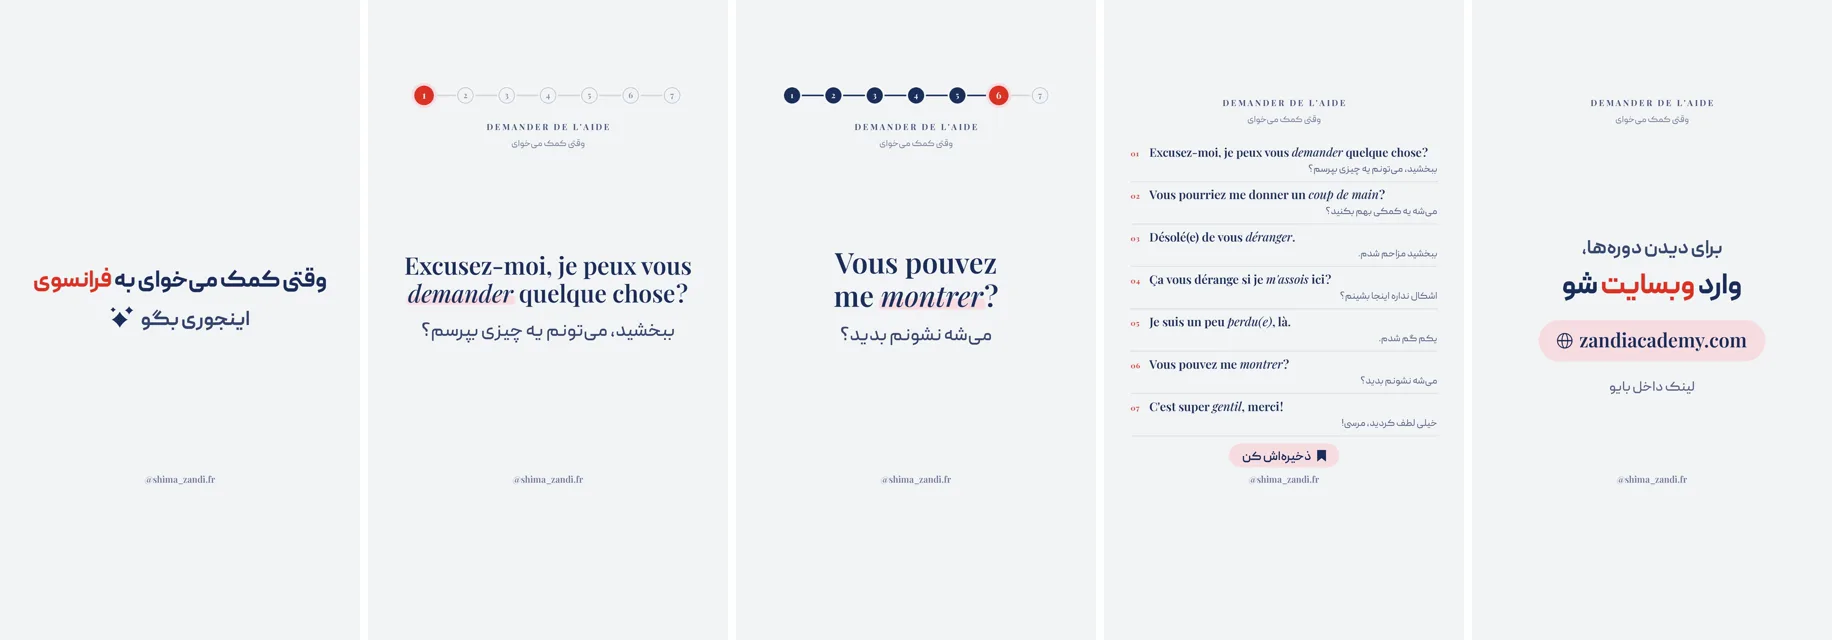 وقتی کمک می‌خوای به فرانسوی
اینجوری بگو
@shima_zandi.fr
1 2 3 4 5 6 7
DEMANDER DE L'AIDE
وقتی کمک می‌خوای
Excusez-moi, je peux vous
demander quelque chose?
ببخشید، می‌تونم یه چیزی بپرسم؟
@shima_zandi.fr
1 2 3 4 5 6 7
DEMANDER DE L'AIDE
وقتی کمک می‌خوای
Vous pouvez
me montrer?
می‌شه نشونم بدید؟
@shima_zandi.fr
DEMANDER DE L'AIDE
وقتی کمک می‌خوای
01 Excusez-moi, je peux vous demander quelque chose?
ببخشید، می‌تونم یه چیزی بپرسم؟
02 Vous pourriez me donner un coup de main?
می‌شه یه کمکی بهم بکنید؟
03 Désolé(e) de vous déranger.
ببخشید مزاحم شدم.
04 Ça vous dérange si je m'assois ici?
اشکال نداره اینجا بشینم؟
05 Je suis un peu perdu(e), là.
یکم گم شدم.
06 Vous pouvez me montrer?
می‌شه نشونم بدید؟
07 C'est super gentil, merci!
خیلی لطف کردید، مرسی!
ذخیره‌اش کن
@shima_zandi.fr
DEMANDER DE L'AIDE
وقتی کمک می‌خوای
برای دیدن دوره‌ها،
وارد وبسایت شو
zandiacademy.com
لینک داخل بایو
@shima_zandi.fr